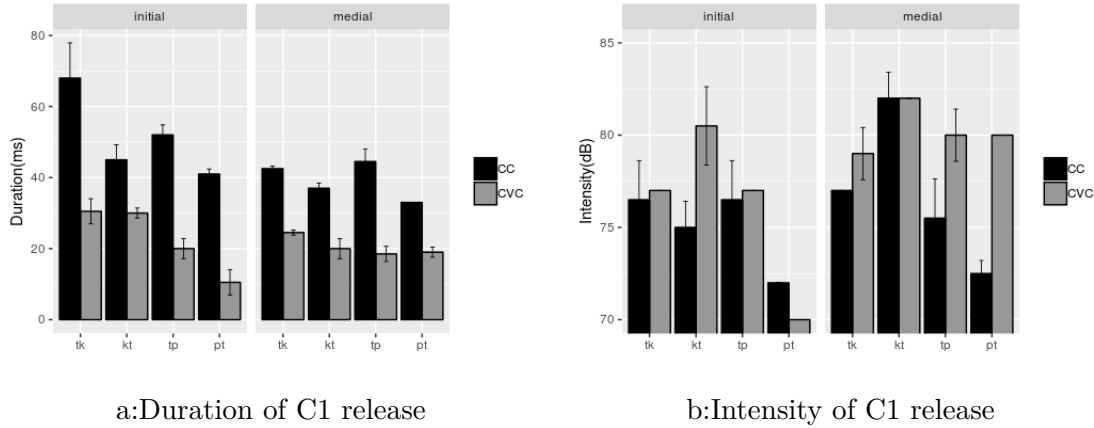 initial
medial
80
60
40
20
0
Duration(ms)
tk kt tp pt
tk kt tp pt
CC
CVC
a:Duration of C1 release
initial
medial
85
80
75
70
Intensity(dB)
tk kt tp pt
tk kt tp pt
CC
CVC
b:Intensity of C1 release